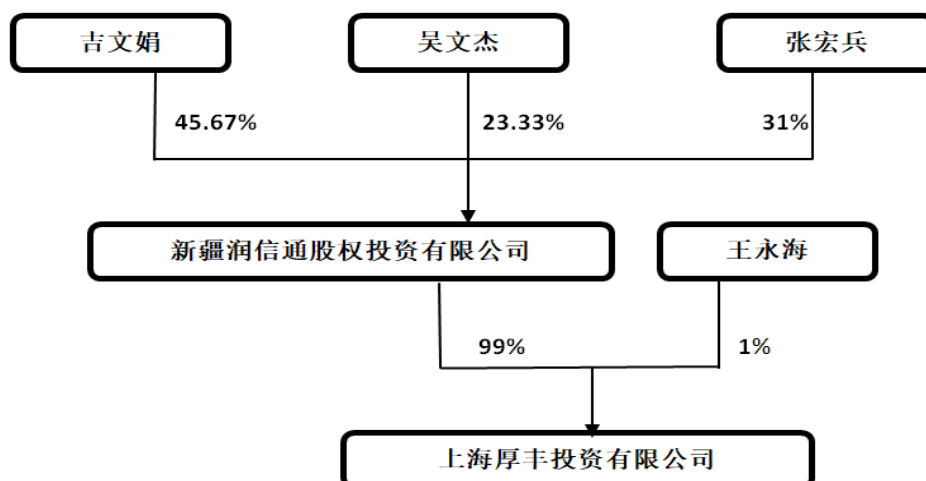 吉文娟
吴文杰
张宏兵
45.67%
23.33%
31%
新疆润信通股权投资有限公司
王永海
99%
1%
上海厚丰投资有限公司